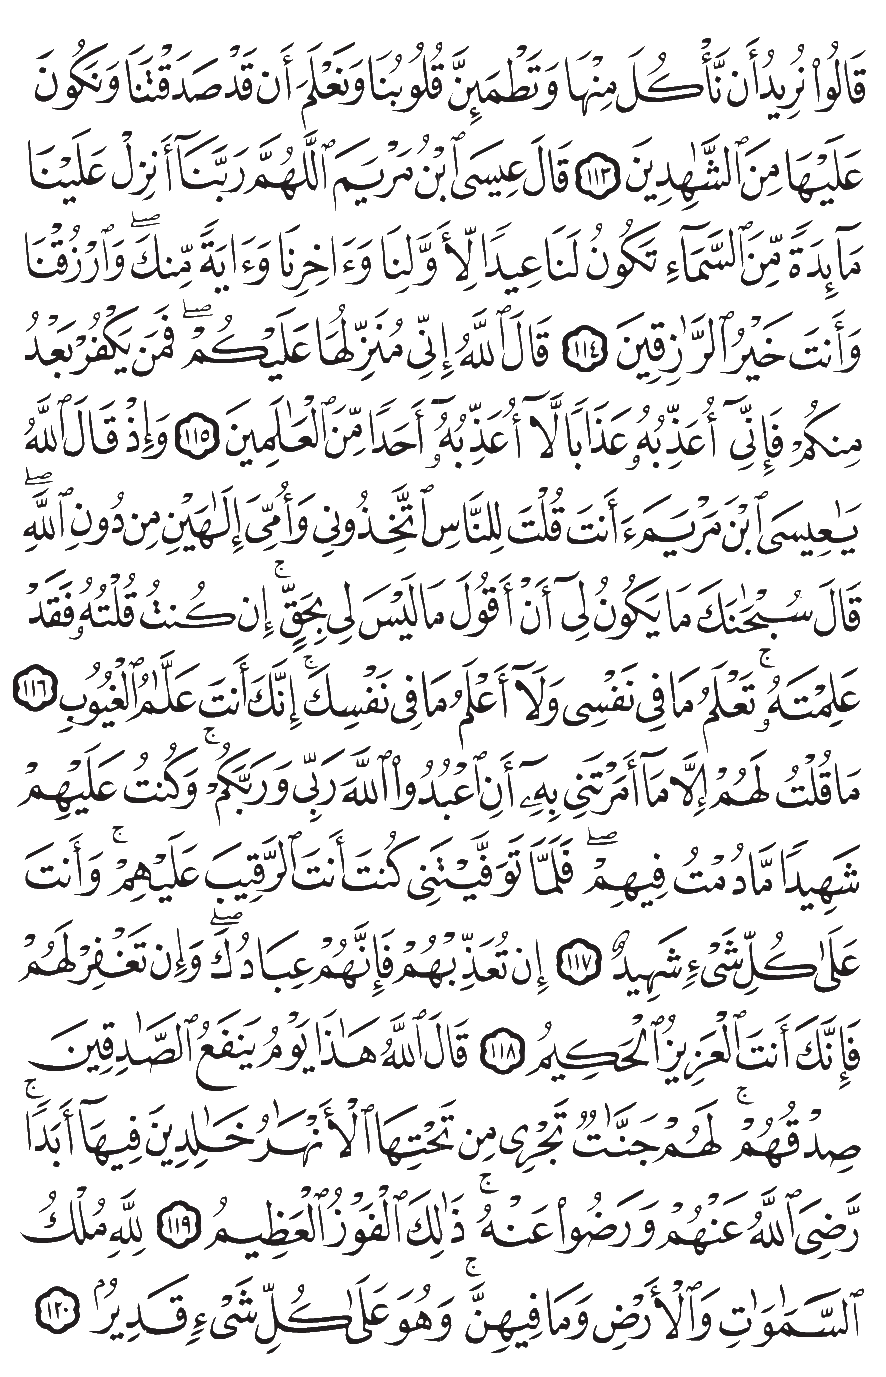 قَالُوا۟ نُرِيدُ أَن نَّأْكُلَ مِنْهَا وَتَطْمَئِنَّ قُلُوبُنَا وَنَعْلَمَ أَن قَدْ صَدَقْتَنَا وَنَكُونَ
عَلَيْهَا مِنَ ٱلشَّـٰهِدِينَ ١١٣ قَالَ عِيسَى ٱبْنُ مَرْيَمَ ٱللَّهُمَّ رَبَّنَآ أَنزِلْ عَلَيْنَا
مَآئِدَةً مِّنَ ٱلسَّمَآءِ تَكُونُ لَنَا عِيدًا لِّأَوَّلِنَا وَءَاخِرِنَا وَءَايَةً مِّنكَ ۖ وَٱرْزُقْنَا
وَأَنتَ خَيْرُ ٱلرَّٰزِقِينَ ١١٤ قَالَ ٱللَّهُ إِنِّى مُنَزِّلُهَا عَلَيْكُمْ ۖ فَمَن يَكْفُرْ بَعْدُ
مِنكُمْ فَإِنِّىٓ أُعَذِّبُهُۥ عَذَابًا لَّآ أُعَذِّبُهُۥٓ أَحَدًا مِّنَ ٱلْعَـٰلَمِينَ ١١٥ وَإِذْ قَالَ ٱللَّهُ
يَـٰعِيسَى ٱبْنَ مَرْيَمَ ءَأَنتَ قُلْتَ لِلنَّاسِ ٱتَّخِذُونِى وَأُمِّىَ إِلَـٰهَيْنِ مِن دُونِ ٱللَّهِ ۖ
قَالَ سُبْحَـٰنَكَ مَا يَكُونُ لِىٓ أَنْ أَقُولَ مَا لَيْسَ لِى بِحَقٍّ ۚ إِن كُنتُ قُلْتُهُۥ فَقَدْ
عَلِمْتَهُۥ ۚ تَعْلَمُ مَا فِى نَفْسِى وَلَآ أَعْلَمُ مَا فِى نَفْسِكَ ۚ إِنَّكَ أَنتَ عَلَّـٰمُ ٱلْغُيُوبِ ١١٦
مَا قُلْتُ لَهُمْ إِلَّا مَآ أَمَرْتَنِى بِهِۦٓ أَنِ ٱعْبُدُوا۟ ٱللَّهَ رَبِّى وَرَبَّكُمْ ۚ وَكُنتُ عَلَيْهِمْ
شَهِيدًا مَّا دُمْتُ فِيهِمْ ۖ فَلَمَّا تَوَفَّيْتَنِى كُنتَ أَنتَ ٱلرَّقِيبَ عَلَيْهِمْ ۚ وَأَنتَ
عَلَىٰ كُلِّ شَىْءٍ شَهِيدٌ ١١٧ إِن تُعَذِّبْهُمْ فَإِنَّهُمْ عِبَادُكَ ۖ وَإِن تَغْفِرْ لَهُمْ
فَإِنَّكَ أَنتَ ٱلْعَزِيزُ ٱلْحَكِيمُ ١١٨ قَالَ ٱللَّهُ هَـٰذَا يَوْمُ يَنفَعُ ٱلصَّـٰدِقِينَ
صِدْقُهُمْ ۚ لَهُمْ جَنَّـٰتٌ تَجْرِى مِن تَحْتِهَا ٱلْأَنْهَـٰرُ خَـٰلِدِينَ فِيهَآ أَبَدًا ۚ
رَّضِىَ ٱللَّهُ عَنْهُمْ وَرَضُوا۟ عَنْهُ ۚ ذَٰلِكَ ٱلْفَوْزُ ٱلْعَظِيمُ ١١٩ لِلَّهِ مُلْكُ
ٱلسَّمَـٰوَٰتِ وَٱلْأَرْضِ وَمَا فِيهِنَّ ۚ وَهُوَ عَلَىٰ كُلِّ شَىْءٍ قَدِيرُۢ ١٢٠